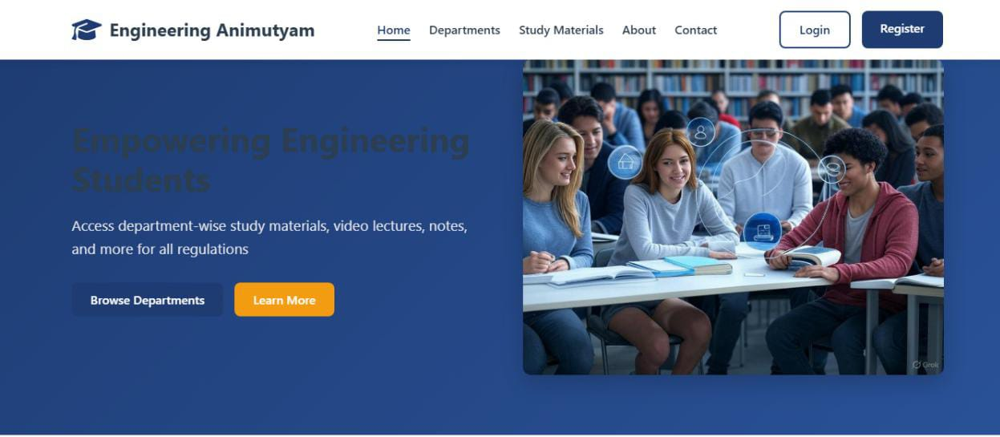 Engineering Animutyam
Home Departments Study Materials About Contact
Login Register
Empowering Engineering
Students
Access department-wise study materials, video lectures, notes,
and more for all regulations
Browse Departments Learn More
Grok